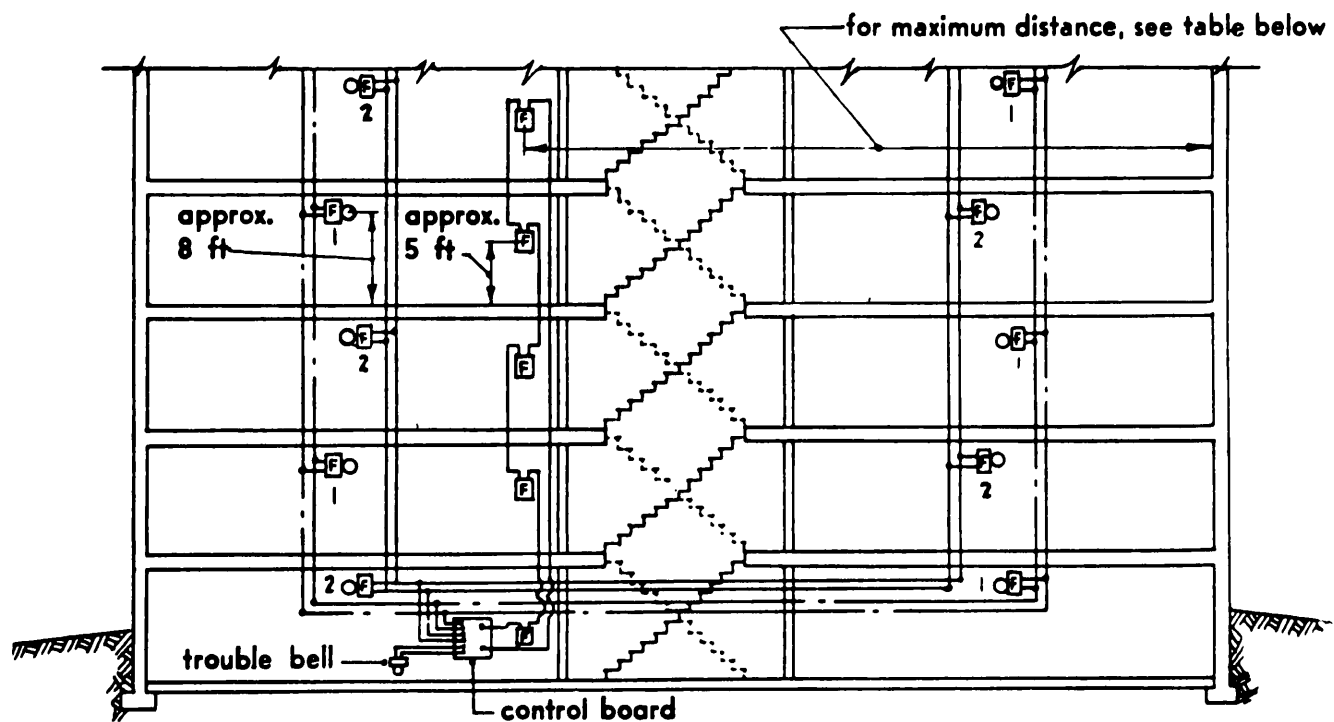 for maximum distance, see table below
F
2
F
F
1
approx.
8 ft
F
1
approx.
5 ft
F
F
2
F
2
F
F
1
F
1
F
F
2
2 F
1 F
F
trouble bell
control board